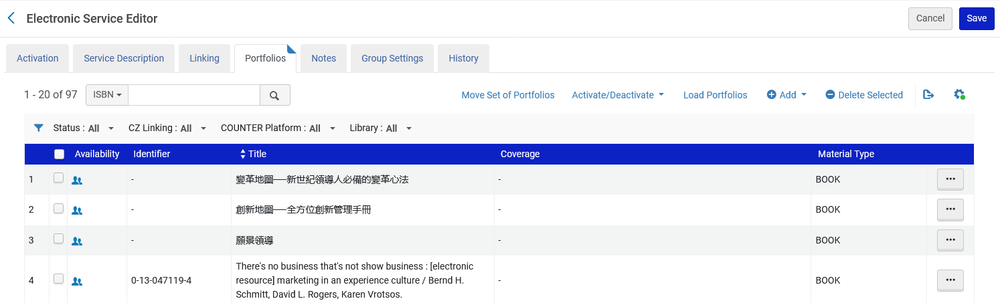 Electronic Service Editor
Cancel
Save
Activation
Service Description
Linking
Portfolios
Notes
Group Settings
History
1 - 20 of 97
ISBN
Move Set of Portfolios
Activate/Deactivate
Load Portfolios
Add
Delete Selected
Status : All
CZ Linking : All
COUNTER Platform : All
Library : All
Availability
Identifier
Title
Coverage
Material Type
1
-
變革地圖──新世紀領導人必備的變革心法
-
BOOK
2
-
創新地圖──全方位創新管理手冊
-
BOOK
3
-
願景領導
-
BOOK
4
0-13-047119-4
There's no business that's not show business : [electronic
resource] marketing in an experience culture / Bernd H.
Schmitt, David L. Rogers, Karen Vrotsos.
-
BOOK